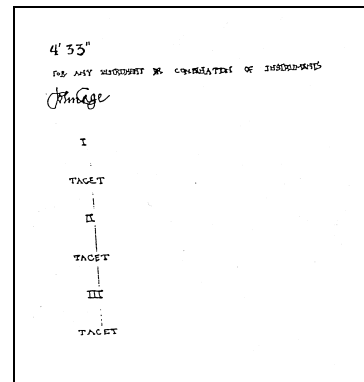 4'33"
FOR ANY INSTRUMENT OR COMBINATION OF INSTRUMENTS
John Cage
I
TACET
II
TACET
III
TACET